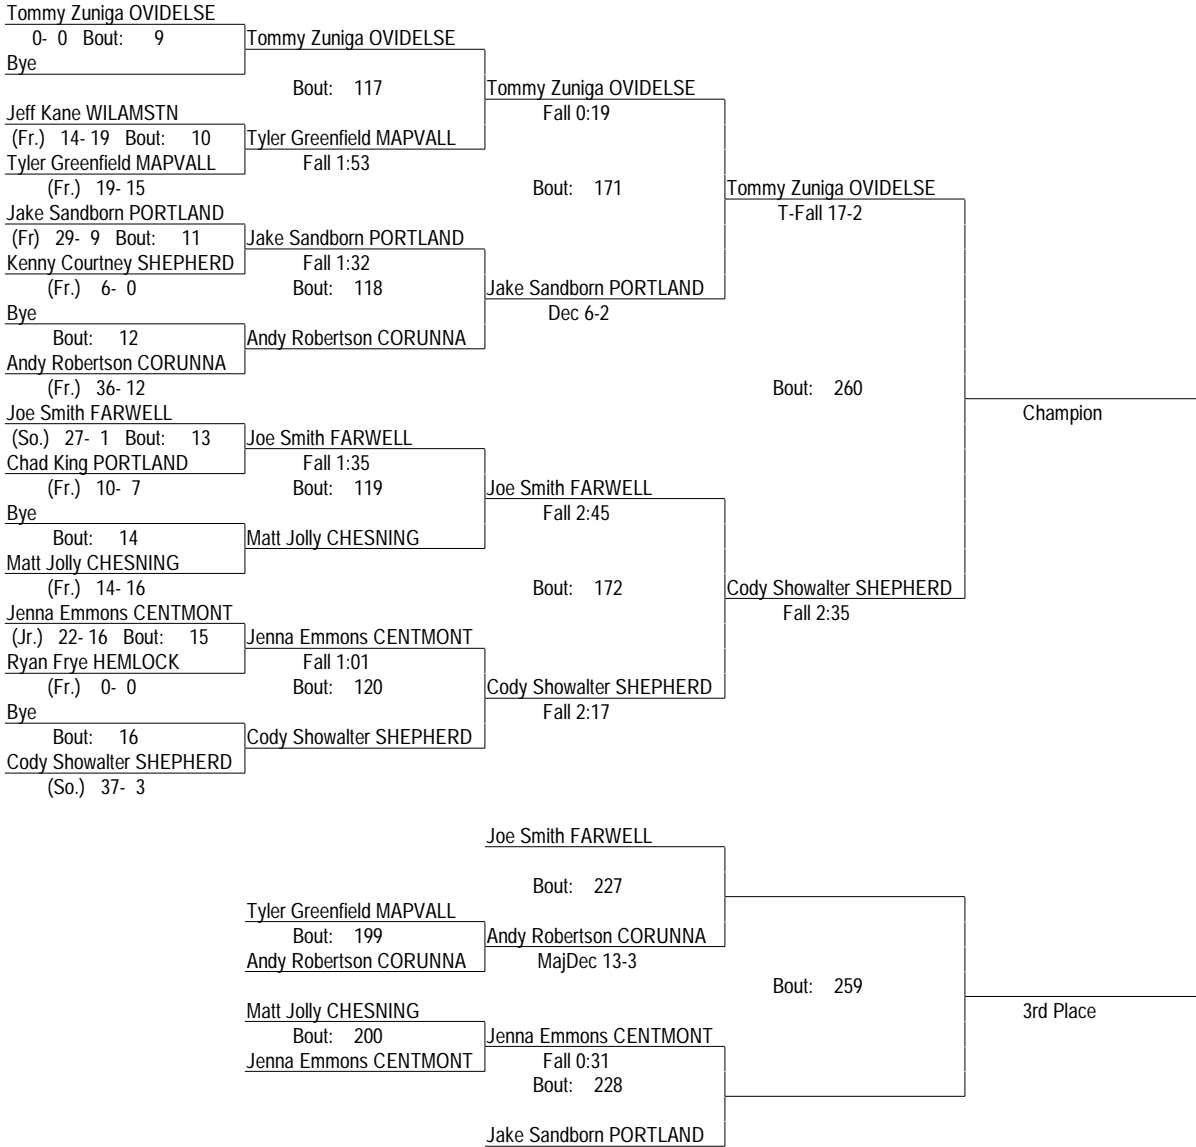 Tommy Zuniga OVIDELSE
0- 0 Bout: 9
Tommy Zuniga OVIDELSE
Bye
Bout: 117
Tommy Zuniga OVIDELSE
Jeff Kane WILAMSTN
Fall 0:19
(Fr.) 14- 19 Bout: 10
Tyler Greenfield MAPVALL
Tyler Greenfield MAPVALL
Fall 1:53
(Fr.) 19- 15
Bout: 171
Tommy Zuniga OVIDELSE
Jake Sandborn PORTLAND
T-Fall 17-2
(Fr) 29- 9 Bout: 11
Jake Sandborn PORTLAND
Kenny Courtney SHEPHERD
Fall 1:32
(Fr.) 6- 0
Bout: 118
Jake Sandborn PORTLAND
Bye
Dec 6-2
Bout: 12
Andy Robertson CORUNNA
Andy Robertson CORUNNA
(Fr.) 36- 12
Bout: 260
Joe Smith FARWELL
Champion
(So.) 27- 1 Bout: 13
Joe Smith FARWELL
Chad King PORTLAND
Fall 1:35
(Fr.) 10- 7
Bout: 119
Joe Smith FARWELL
Bye
Fall 2:45
Bout: 14
Matt Jolly CHESNING
Matt Jolly CHESNING
(Fr.) 14- 16
Bout: 172
Cody Showalter SHEPHERD
Jenna Emmons CENTMONT
Fall 2:35
(Jr.) 22- 16 Bout: 15
Jenna Emmons CENTMONT
Ryan Frye HEMLOCK
Fall 1:01
(Fr.) 0- 0
Bout: 120
Cody Showalter SHEPHERD
Bye
Fall 2:17
Bout: 16
Cody Showalter SHEPHERD
Cody Showalter SHEPHERD
(So.) 37- 3
Joe Smith FARWELL
Bout: 227
Tyler Greenfield MAPVALL
Bout: 199
Andy Robertson CORUNNA
Andy Robertson CORUNNA
MajDec 13-3
Bout: 259
Matt Jolly CHESNING
3rd Place
Bout: 200
Jenna Emmons CENTMONT
Jenna Emmons CENTMONT
Fall 0:31
Bout: 228
Jake Sandborn PORTLAND